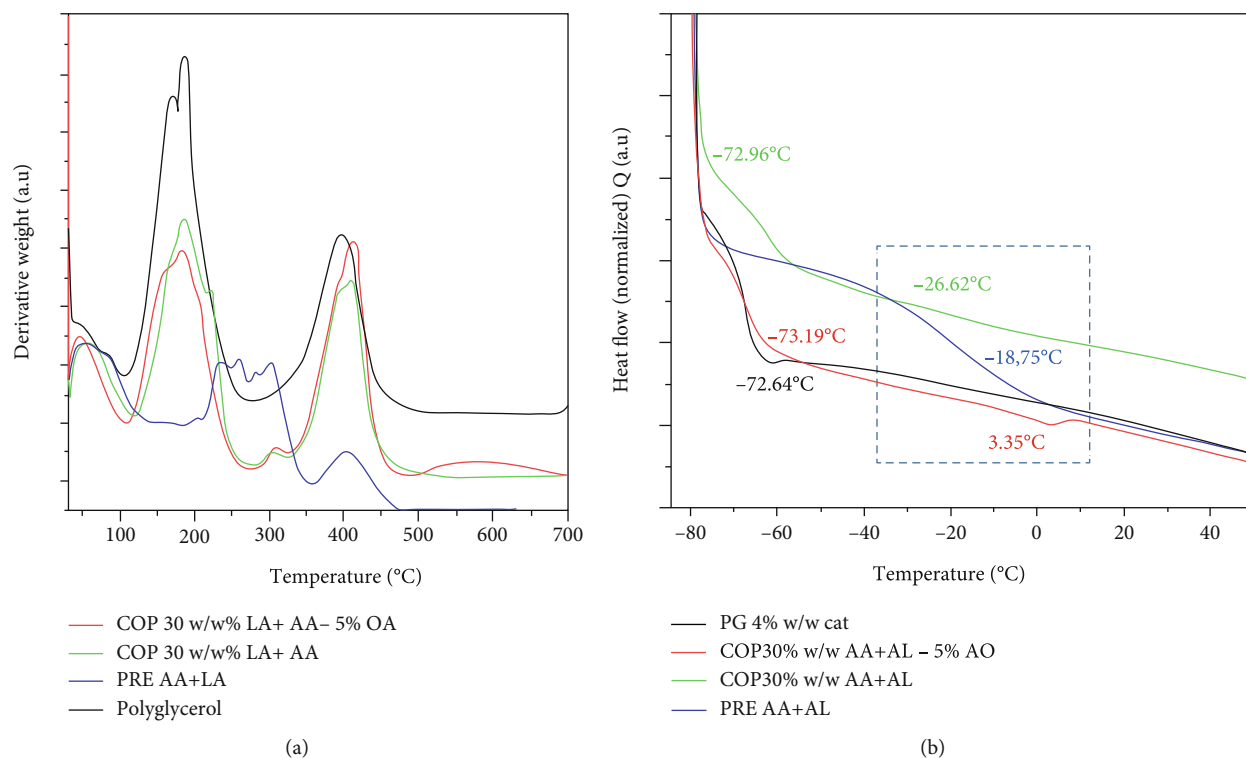 Derivative weight (a.u)
100
200
300
400
500
600
700
Temperature (°C)
COP 30 w/w% LA+ AA– 5% OA
COP 30 w/w% LA+ AA
PRE AA+LA
Polyglycerol
(a)
Heat flow (normalized) Q (a.u)
–72.96°C
–26.62°C
–73.19°C
–18,75°C
–72.64°C
3.35°C
–80
–60
–40
–20
0
20
40
Temperature (°C)
PG 4% w/w cat
COP30% w/w AA+AL – 5% AO
COP30% w/w AA+AL
PRE AA+AL
(b)